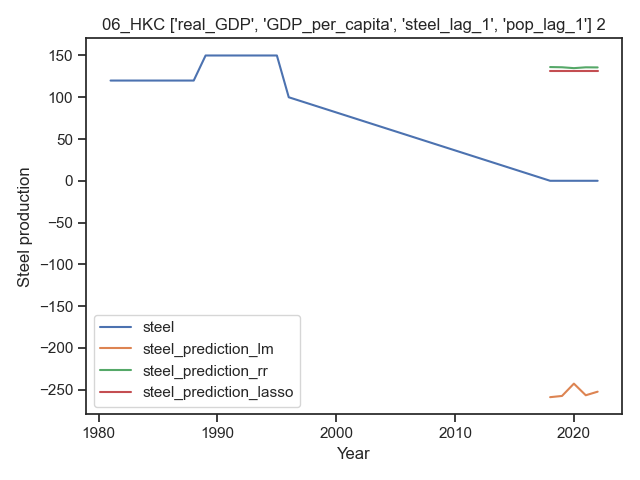 06_HKC ['real_GDP', 'GDP_per_capita', 'steel_lag_1', 'pop_lag_1'] 2
150
100
50
0
−50
−100
−150
−200
−250
Steel production
steel
steel_prediction_lm
steel_prediction_rr
steel_prediction_lasso
1980
1990
2000
2010
2020
Year